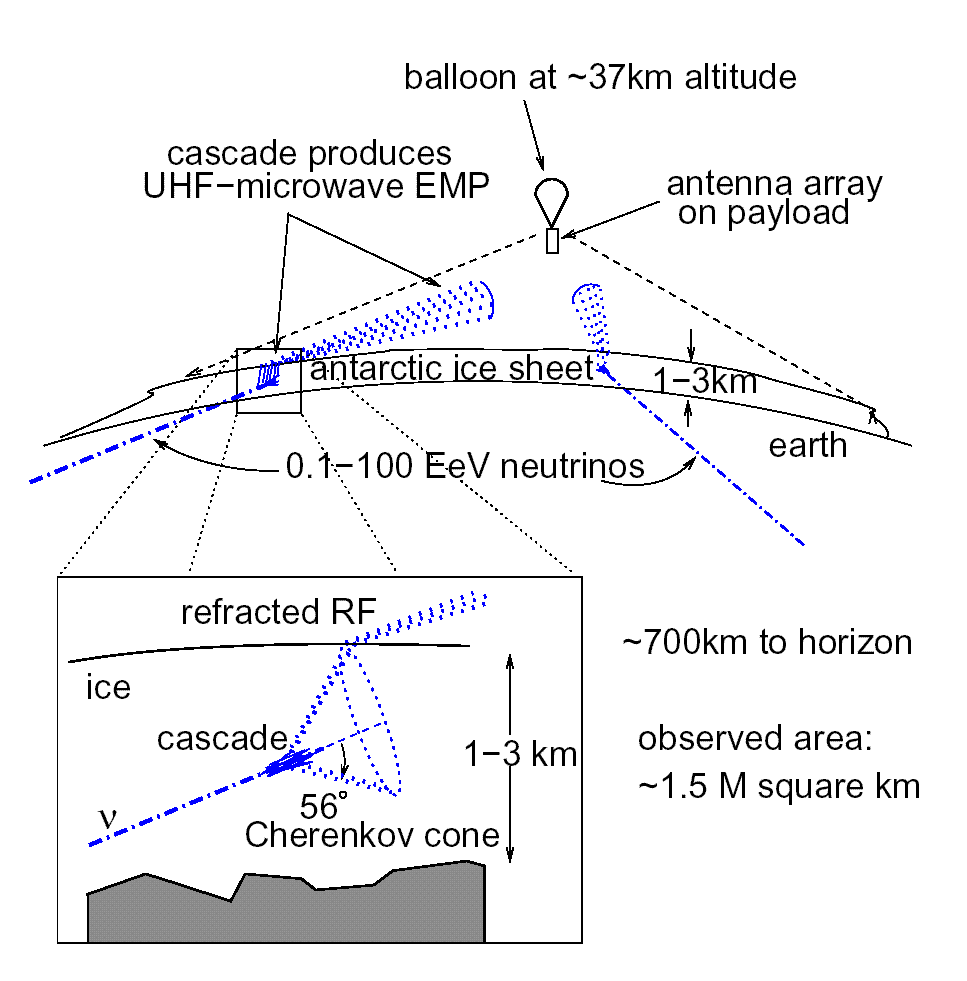 balloon at ~37km altitude
cascade produces
UHF−microwave EMP
antenna array
on payload
antarctic ice sheet
1−3km
earth
0.1−100 EeV neutrinos
refracted RF
ice
cascade
1−3 km
56°
ν
Cherenkov cone
~700km to horizon
observed area:
~1.5 M square km